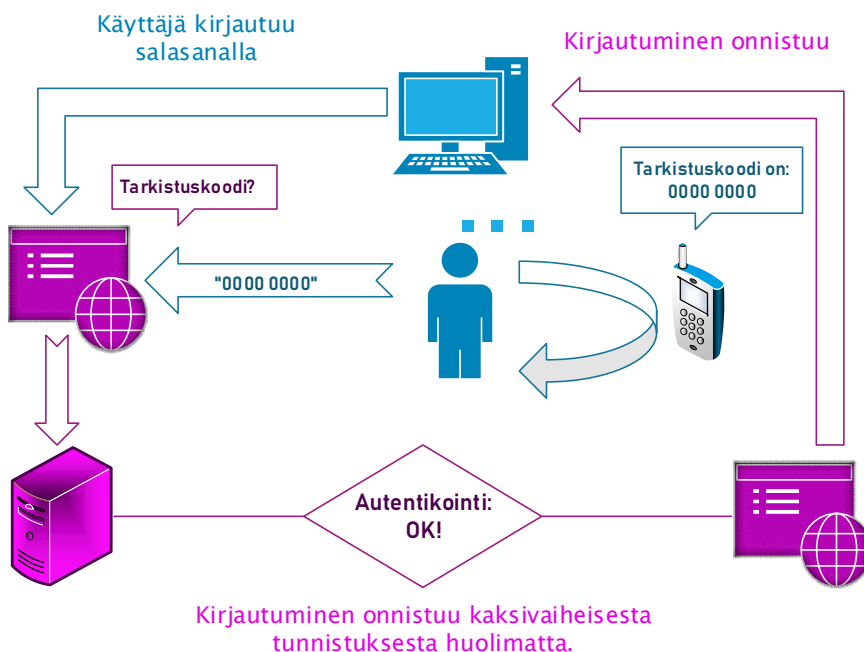 Käyttäjä kirjautuu
salasanalla
Kirjautuminen onnistuu
Tarkistuskoodi?
Tarkistuskoodi on:
0000 0000
"0000 0000"
Autentikointi:
OK!
Kirjautuminen onnistuu kaksivaiheisesta
tunnistuksesta huolimatta.